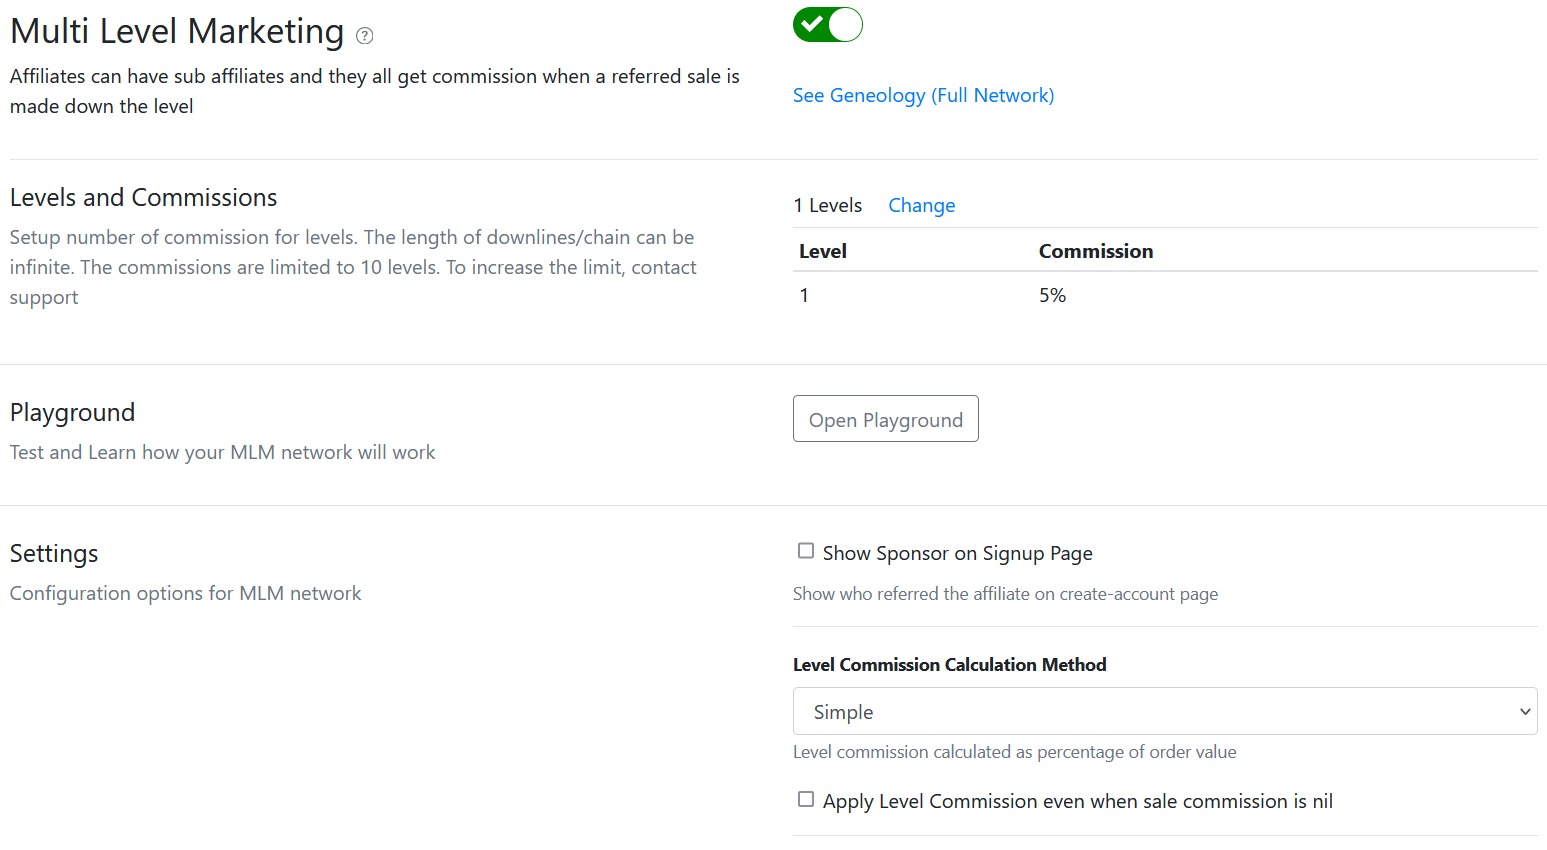 Multi Level Marketing ?
Affiliates can have sub affiliates and they all get commission when a referred sale is
made down the level
See Geneology (Full Network)
Levels and Commissions
Setup number of commission for levels. The length of downlines/chain can be
infinite. The commissions are limited to 10 levels. To increase the limit, contact
support
1 Levels Change
Level Commission
1 5%
Playground
Test and Learn how your MLM network will work
Open Playground
Settings
Configuration options for MLM network
Show Sponsor on Signup Page
Show who referred the affiliate on create-account page
Level Commission Calculation Method
Simple
Level commission calculated as percentage of order value
Apply Level Commission even when sale commission is nil